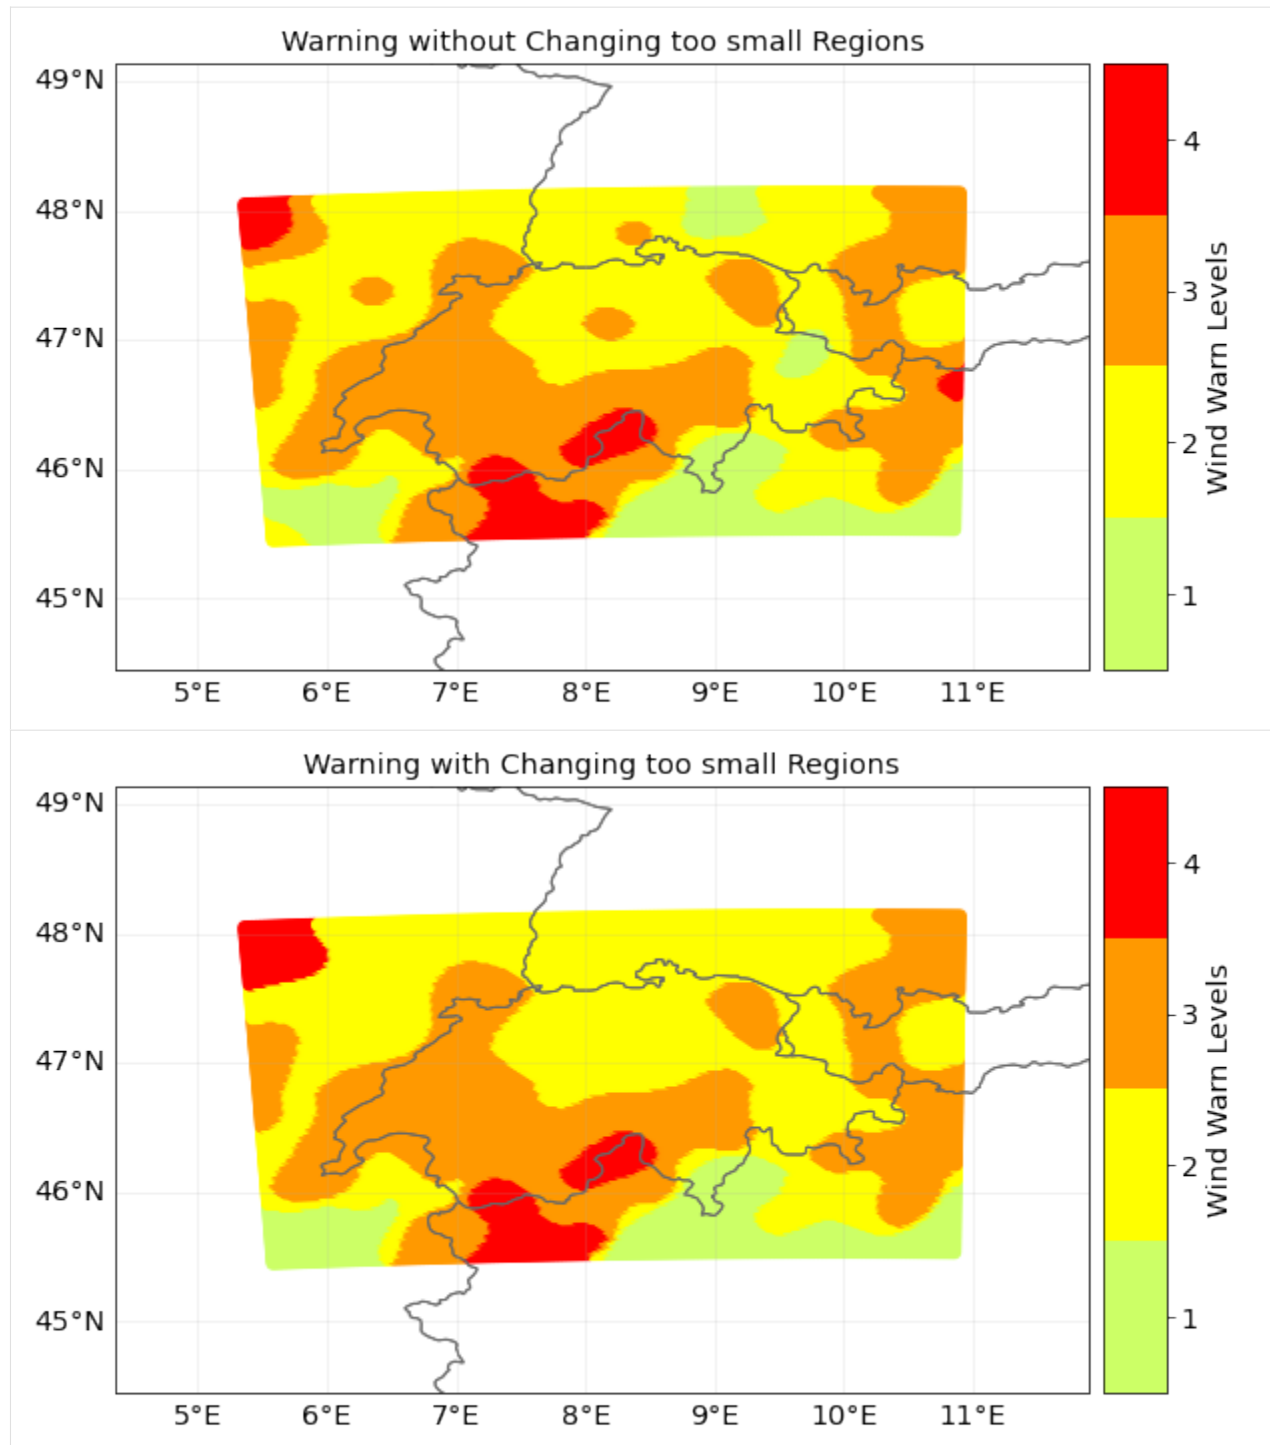 Warning without Changing too small Regions
49°N
48°N
47°N
46°N
45°N
5°E 6°E 7°E 8°E 9°E 10°E 11°E
4
3
2
1
Wind Warn Levels
Warning with Changing too small Regions
49°N
48°N
47°N
46°N
45°N
5°E 6°E 7°E 8°E 9°E 10°E 11°E
4
3
2
1
Wind Warn Levels